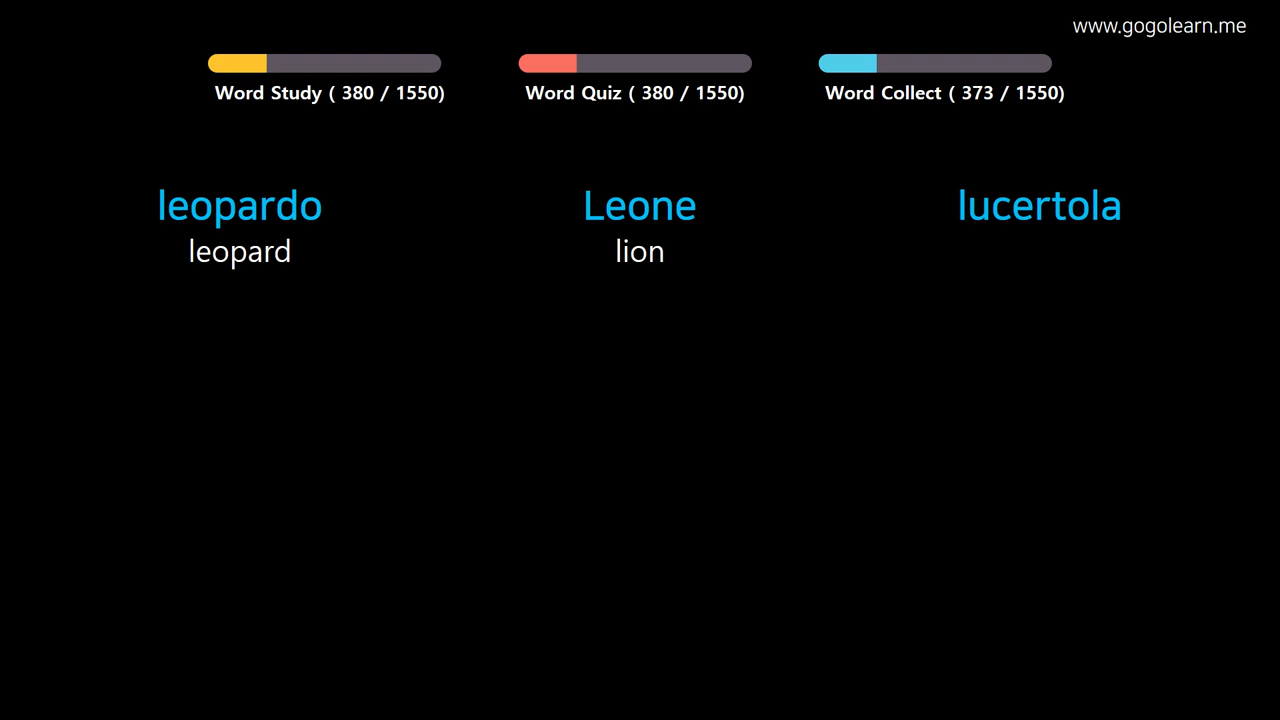 www.gogolearn.me
Word Study ( 380 / 1550)
Word Quiz ( 380 / 1550)
Word Collect ( 373 / 1550)
leopardo
leopard
Leone
lion
lucertola